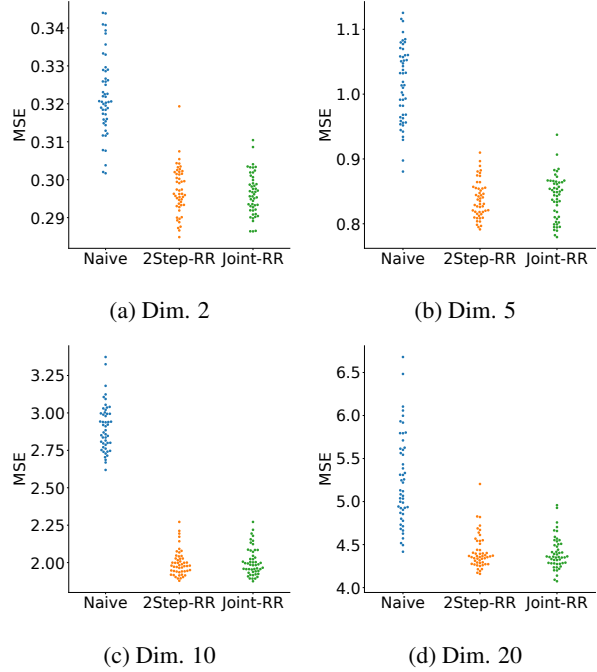 0.34
0.33
0.32
0.31
0.30
0.29
MSE
Naive 2Step-RR Joint-RR
(a) Dim. 2
1.1
1.0
0.9
0.8
MSE
Naive 2Step-RR Joint-RR
(b) Dim. 5
3.25
3.00
2.75
2.50
2.25
2.00
MSE
Naive 2Step-RR Joint-RR
(c) Dim. 10
6.5
6.0
5.5
5.0
4.5
4.0
MSE
Naive 2Step-RR Joint-RR
(d) Dim. 20